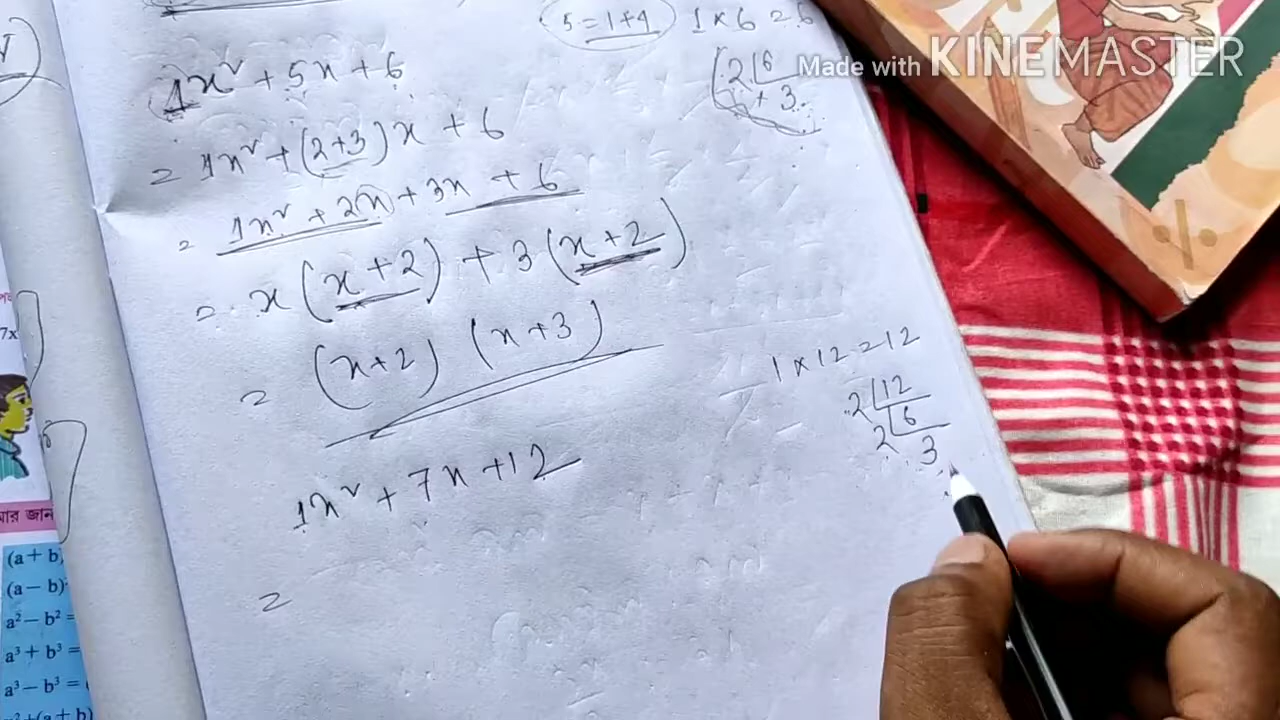 5 = 1+4 1 × 6 = 6
1x² + 5x + 6
2 6
+ 3
Made with KINEMASTER
= 1x² + (2+3)x + 6
= 1x² + 2x + 3x + 6
= x(x+2) + 3(x+2)
= (x+2) (x+3)
7x
1 × 12 = 12
2 12
2 6
3
1x² + 7x + 12
=
মার জান
(a + b)
(a − b)
a² − b² =
a³ + b³ =
a³ − b³ =
(a + b)